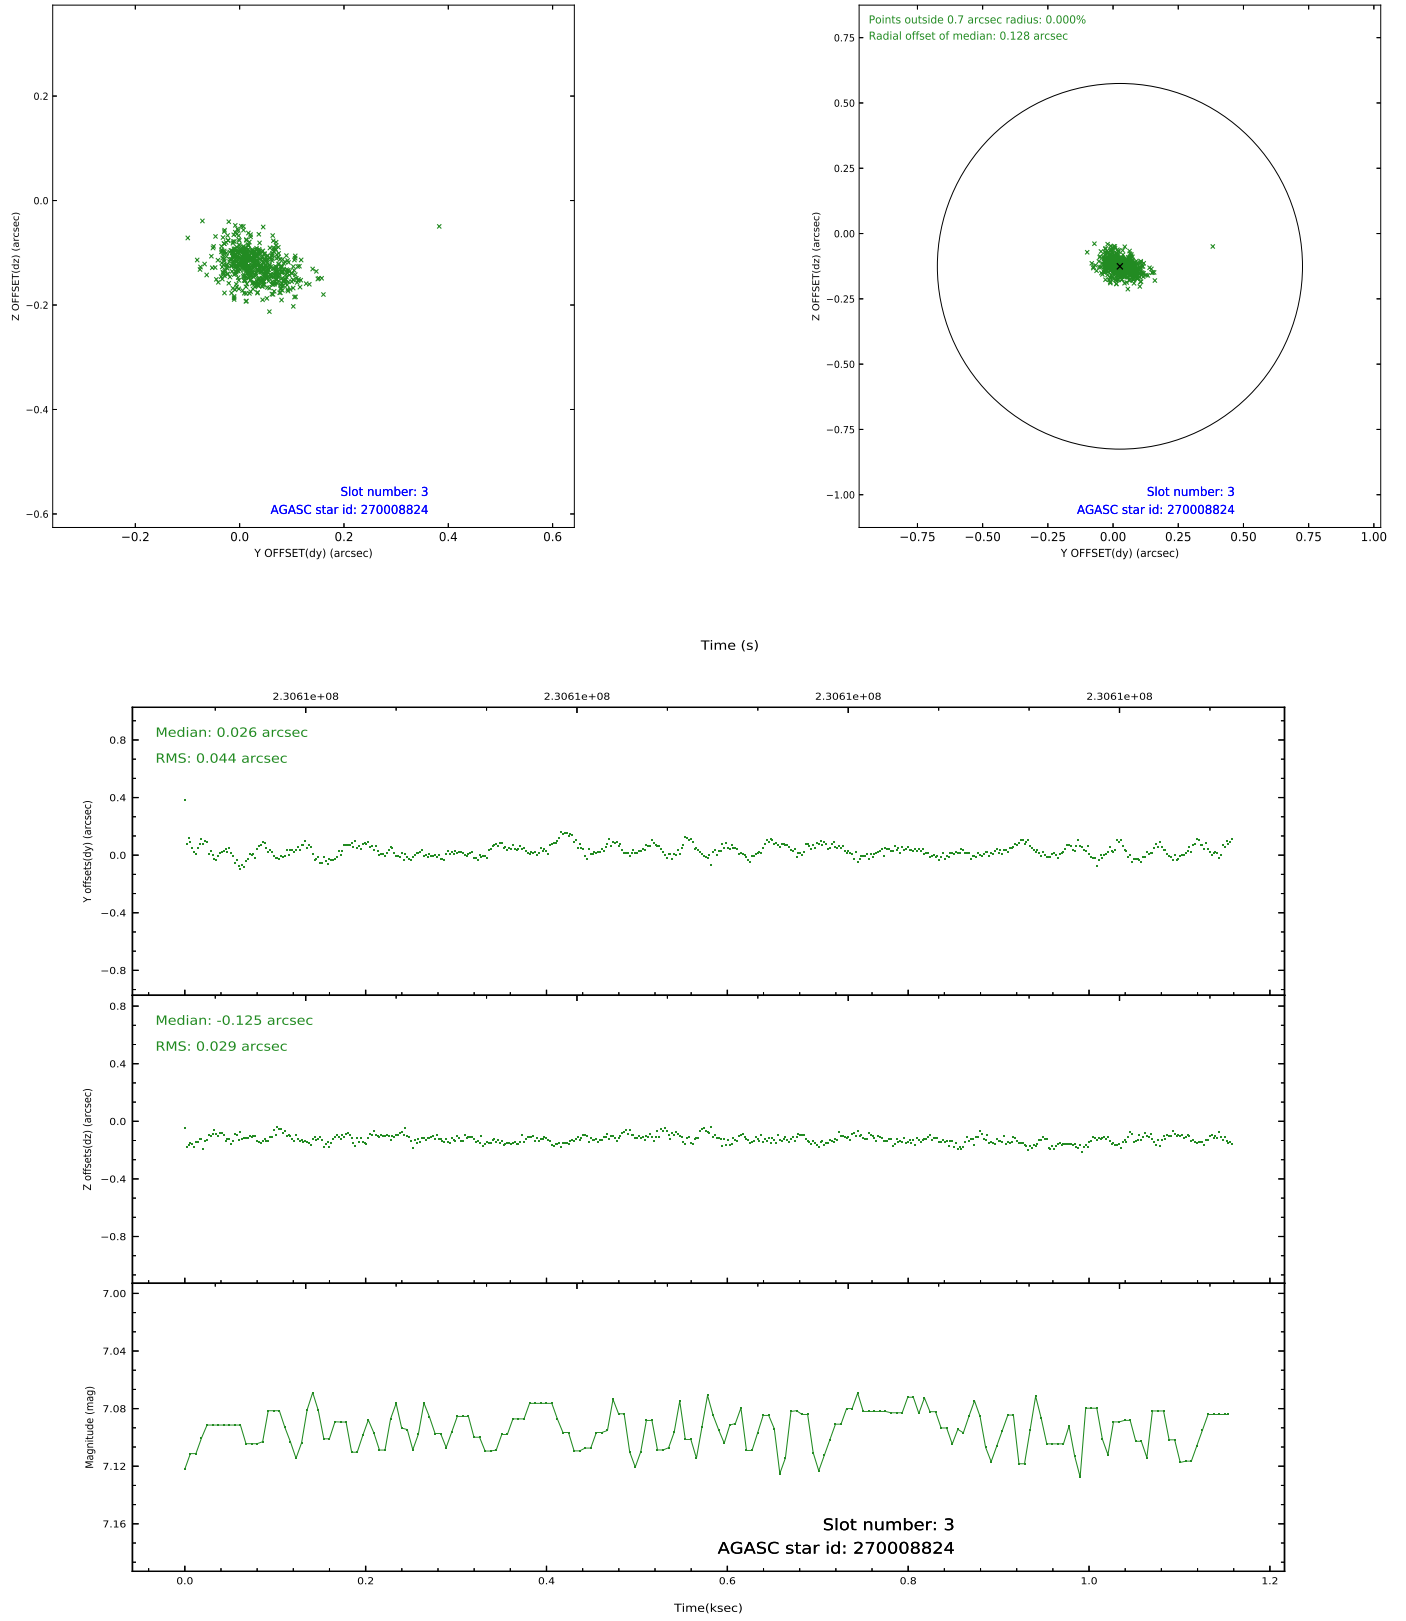 0.2
0.0
−0.2
−0.4
−0.6
Z OFFSET(dz) (arcsec)
Slot number: 3
AGASC star id: 270008824
−0.2 0.0 0.2 0.4 0.6
Y OFFSET(dy) (arcsec)
Points outside 0.7 arcsec radius: 0.000%
Radial offset of median: 0.128 arcsec
0.75
0.50
0.25
0.00
−0.25
−0.50
−0.75
−1.00
Z OFFSET(dz) (arcsec)
Slot number: 3
AGASC star id: 270008824
−0.75 −0.50 −0.25 0.00 0.25 0.50 0.75 1.00
Y OFFSET(dy) (arcsec)
Time (s)
2.3061e+08 2.3061e+08 2.3061e+08 2.3061e+08
Median: 0.026 arcsec
RMS: 0.044 arcsec
0.8
0.4
0.0
−0.4
−0.8
Y offsets(dy) (arcsec)
Median: -0.125 arcsec
RMS: 0.029 arcsec
0.8
0.4
0.0
−0.4
−0.8
Z offsets(dz) (arcsec)
7.00
7.04
7.08
7.12
7.16
Magnitude (mag)
Slot number: 3
AGASC star id: 270008824
0.0 0.2 0.4 0.6 0.8 1.0 1.2
Time(ksec)